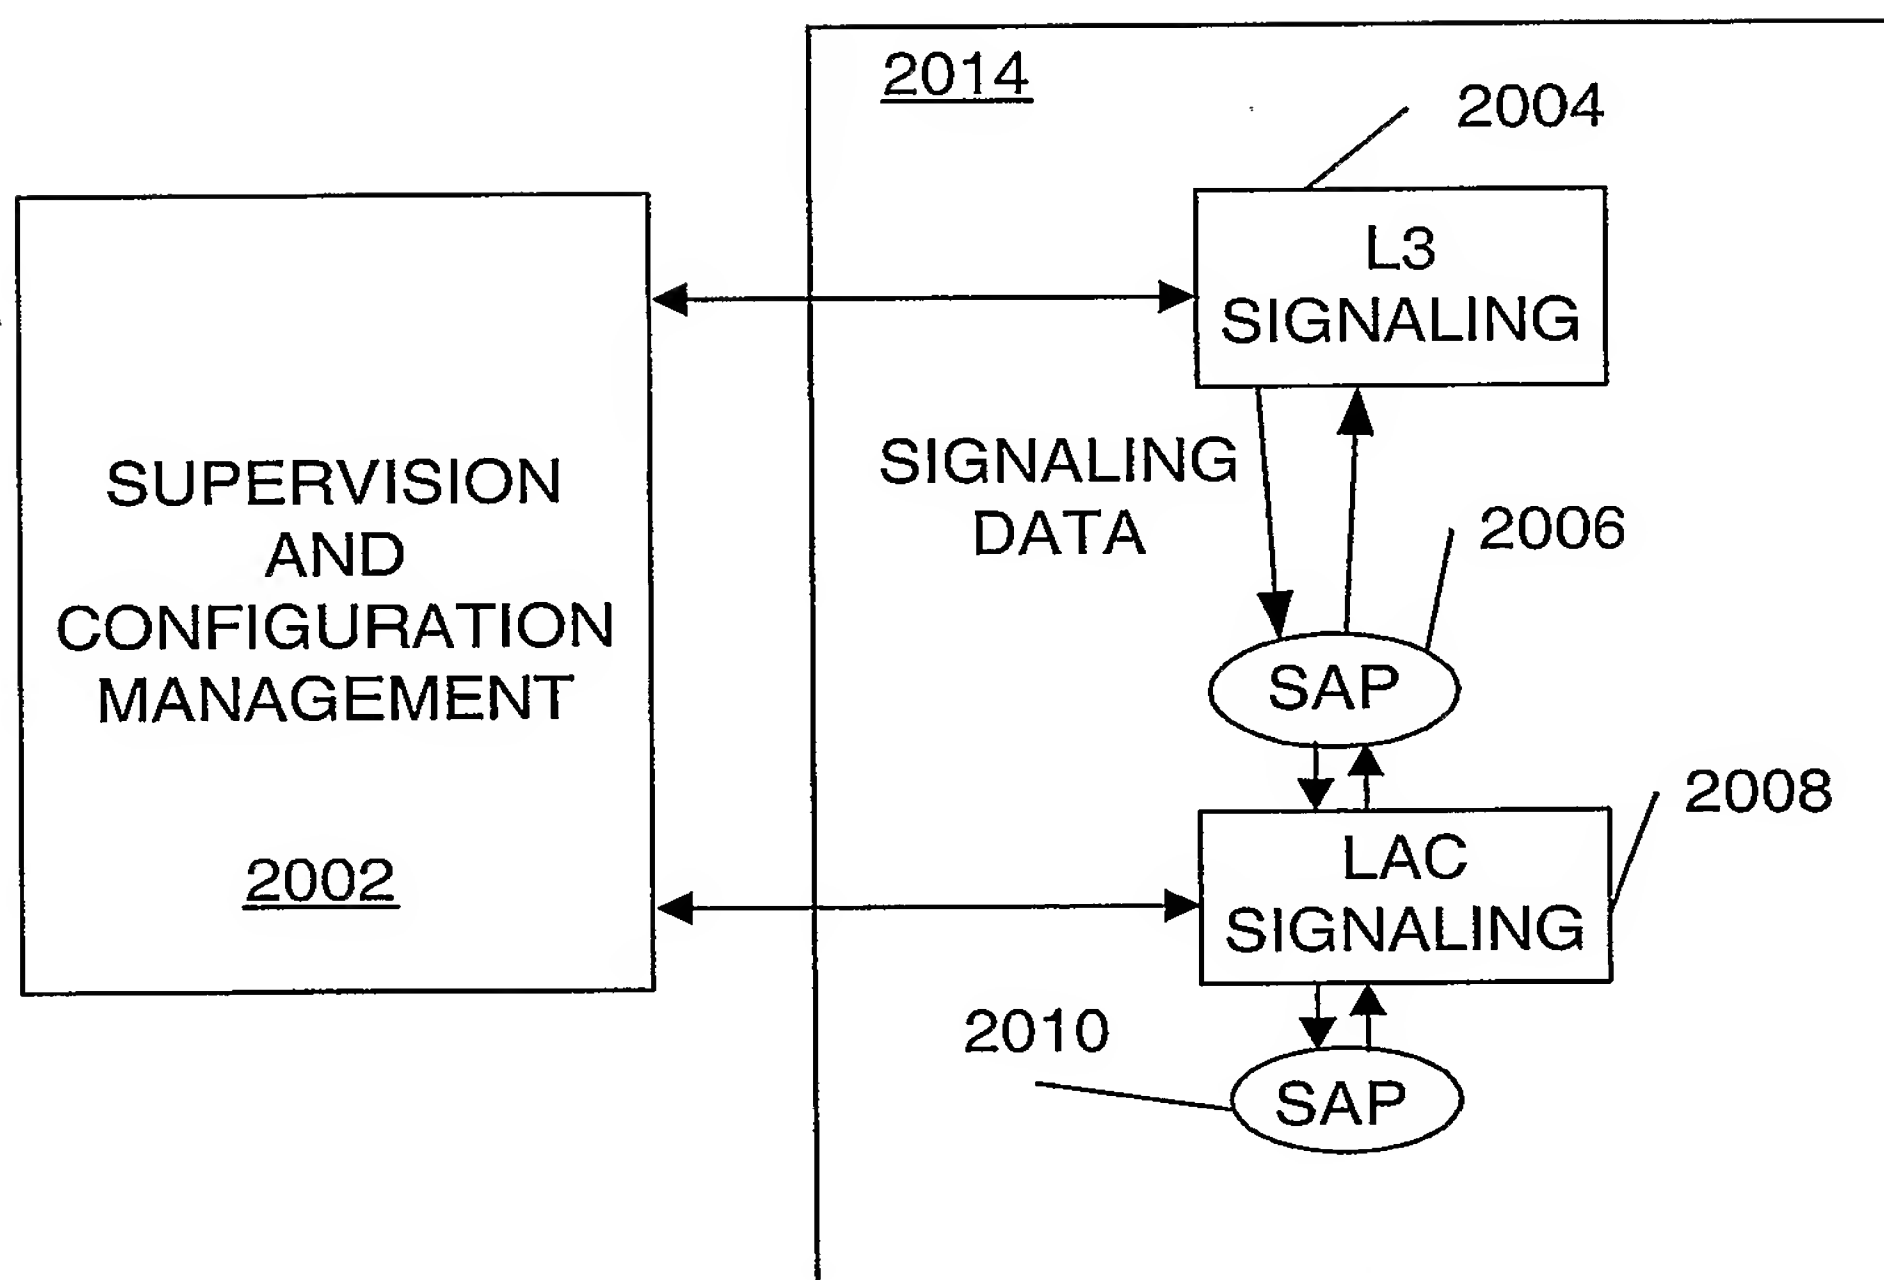 2014
2004
L3
SIGNALING
SIGNALING
DATA
2006
SUPERVISION
AND
CONFIGURATION
MANAGEMENT
2002
SAP
2008
LAC
SIGNALING
2010
SAP